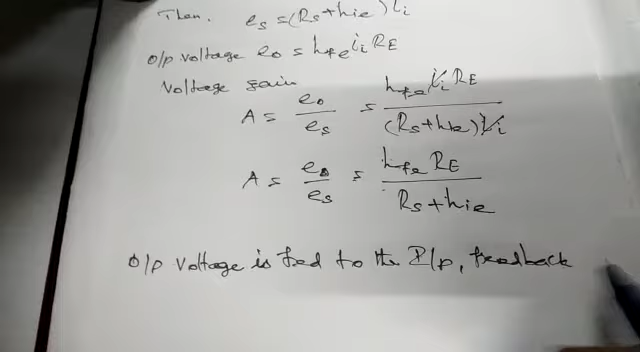 Then. es = (Rs + hie) ii
O/p voltage eo = hfe ii RE
Voltage gain
A = eo/es = hfe ii RE / (Rs + hie) ii
A = eo/es = hfe RE / Rs + hie
O/p voltage is fed to the I/p, feedback